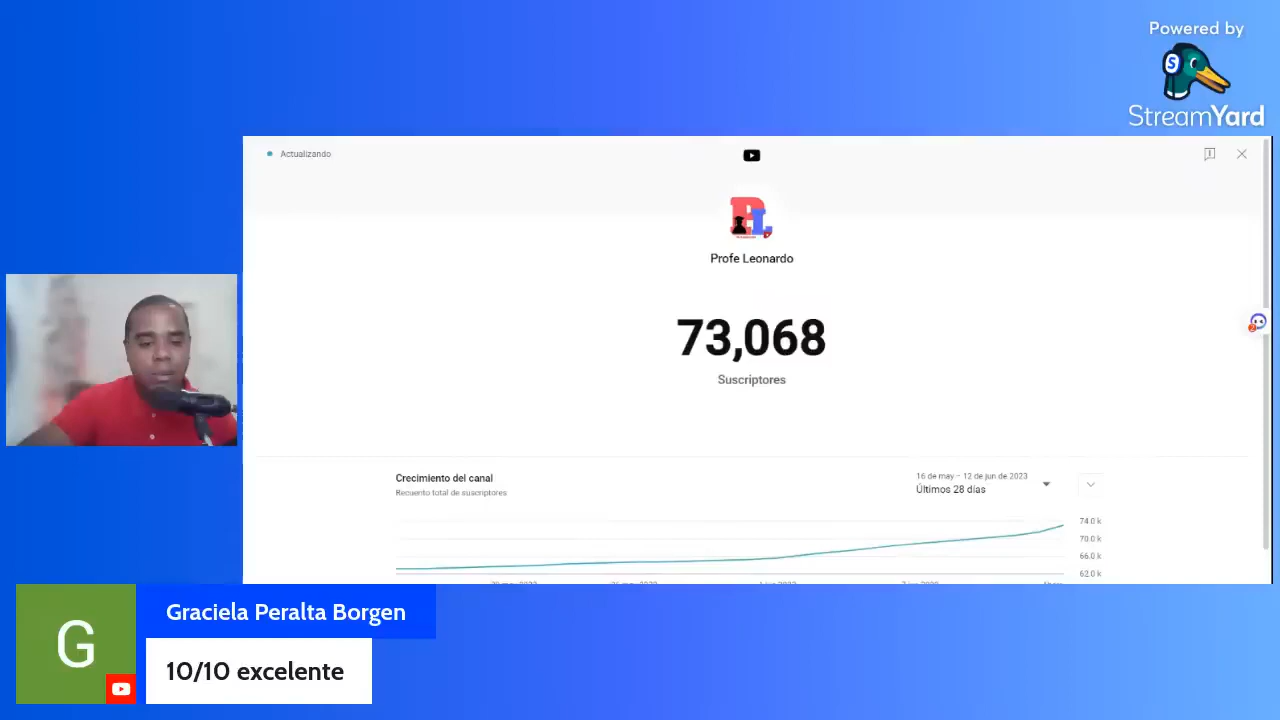 Powered by
StreamYard
Actualizando
Profe Leonardo
73,068
Suscriptores
Crecimiento del canal
Recuento total de suscriptores
16 de may – 12 de jun de 2023
Últimos 28 días
74.0 k
70.0 k
66.0 k
62.0 k
Graciela Peralta Borgen
10/10 excelente
G